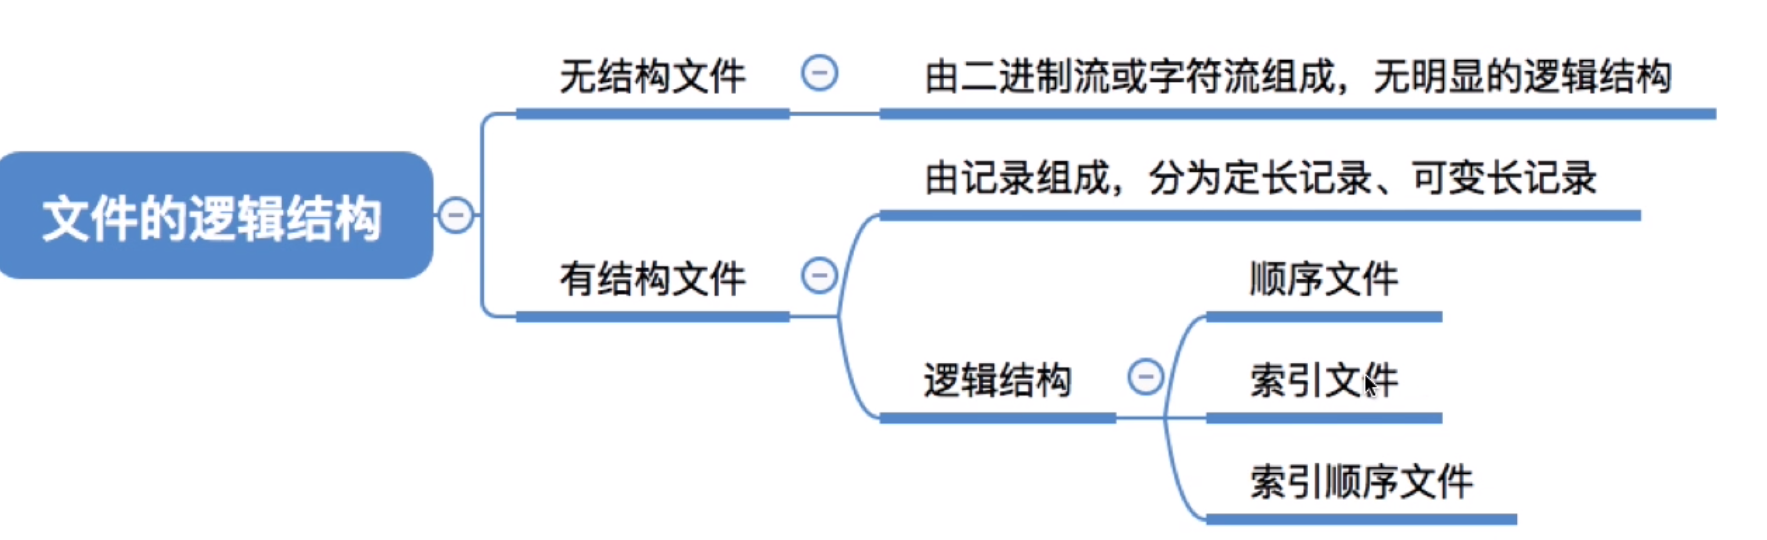 文件的逻辑结构
无结构文件
由二进制流或字符流组成，无明显的逻辑结构
有结构文件
由记录组成，分为定长记录、可变长记录
逻辑结构
顺序文件
索引文件
索引顺序文件